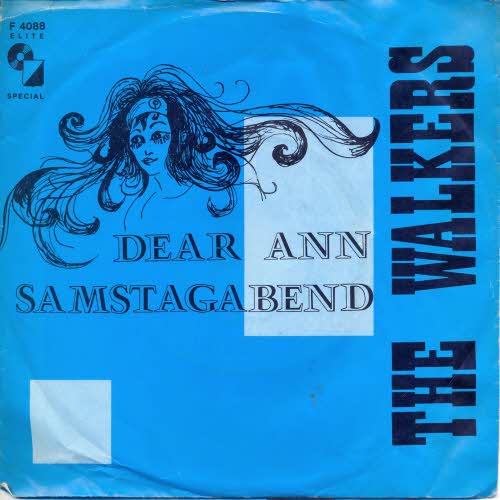 F 4088
ELITE
SPECIAL
DEAR ANN
SAMSTAGABEND
THE WALKERS